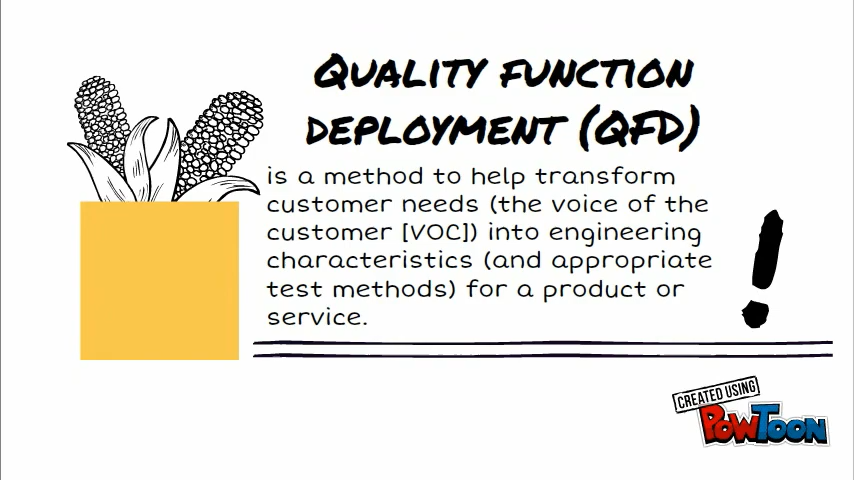 Quality function
deployment (QFD)
is a method to help transform
customer needs (the voice of the
customer [VOC]) into engineering
characteristics (and appropriate
test methods) for a product or
service.
!
CREATED USING
POWTOON